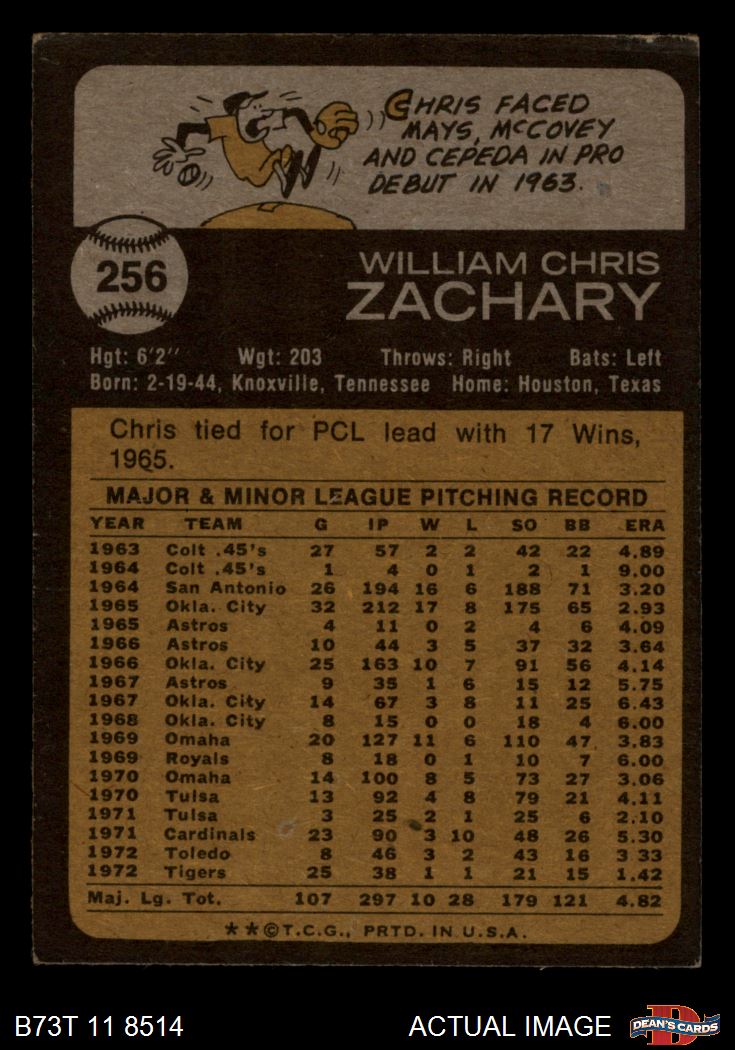 CHRIS FACED
MAYS, McCOVEY
AND CEPEDA IN PRO
DEBUT IN 1963.
256
WILLIAM CHRIS
ZACHARY
Hgt: 6'2" Wgt: 203 Throws: Right Bats: Left
Born: 2-19-44, Knoxville, Tennessee Home: Houston, Texas
Chris tied for PCL lead with 17 Wins,
1965.
MAJOR & MINOR LEAGUE PITCHING RECORD
YEAR TEAM G IP W L SO BB ERA
1963 Colt .45's 27 57 2 2 42 22 4.89
1964 Colt .45's 1 4 0 1 2 1 9.00
1964 San Antonio 26 194 16 6 188 71 3.20
1965 Okla. City 32 212 17 8 175 65 2.93
1965 Astros 4 11 0 2 4 6 4.09
1966 Astros 10 44 3 5 37 32 3.64
1966 Okla. City 25 163 10 7 91 56 4.14
1967 Astros 9 35 1 6 15 12 5.75
1967 Okla. City 14 67 3 8 11 25 6.43
1968 Okla. City 8 15 0 0 18 4 6.00
1969 Omaha 20 127 11 6 110 47 3.83
1969 Royals 8 18 0 1 10 7 6.00
1970 Omaha 14 100 8 5 73 27 3.06
1970 Tulsa 13 92 4 8 79 21 4.11
1971 Tulsa 3 25 2 1 25 6 2.10
1971 Cardinals 23 90 3 10 48 26 5.30
1972 Toledo 8 46 3 2 43 16 3 33
1972 Tigers 25 38 1 1 21 15 1.42
Maj. Lg. Tot. 107 297 10 28 179 121 4.82
★★©T.C.G., PRTD. IN U.S.A.
B73T 11 8514 ACTUAL IMAGE D DEAN'S CARDS